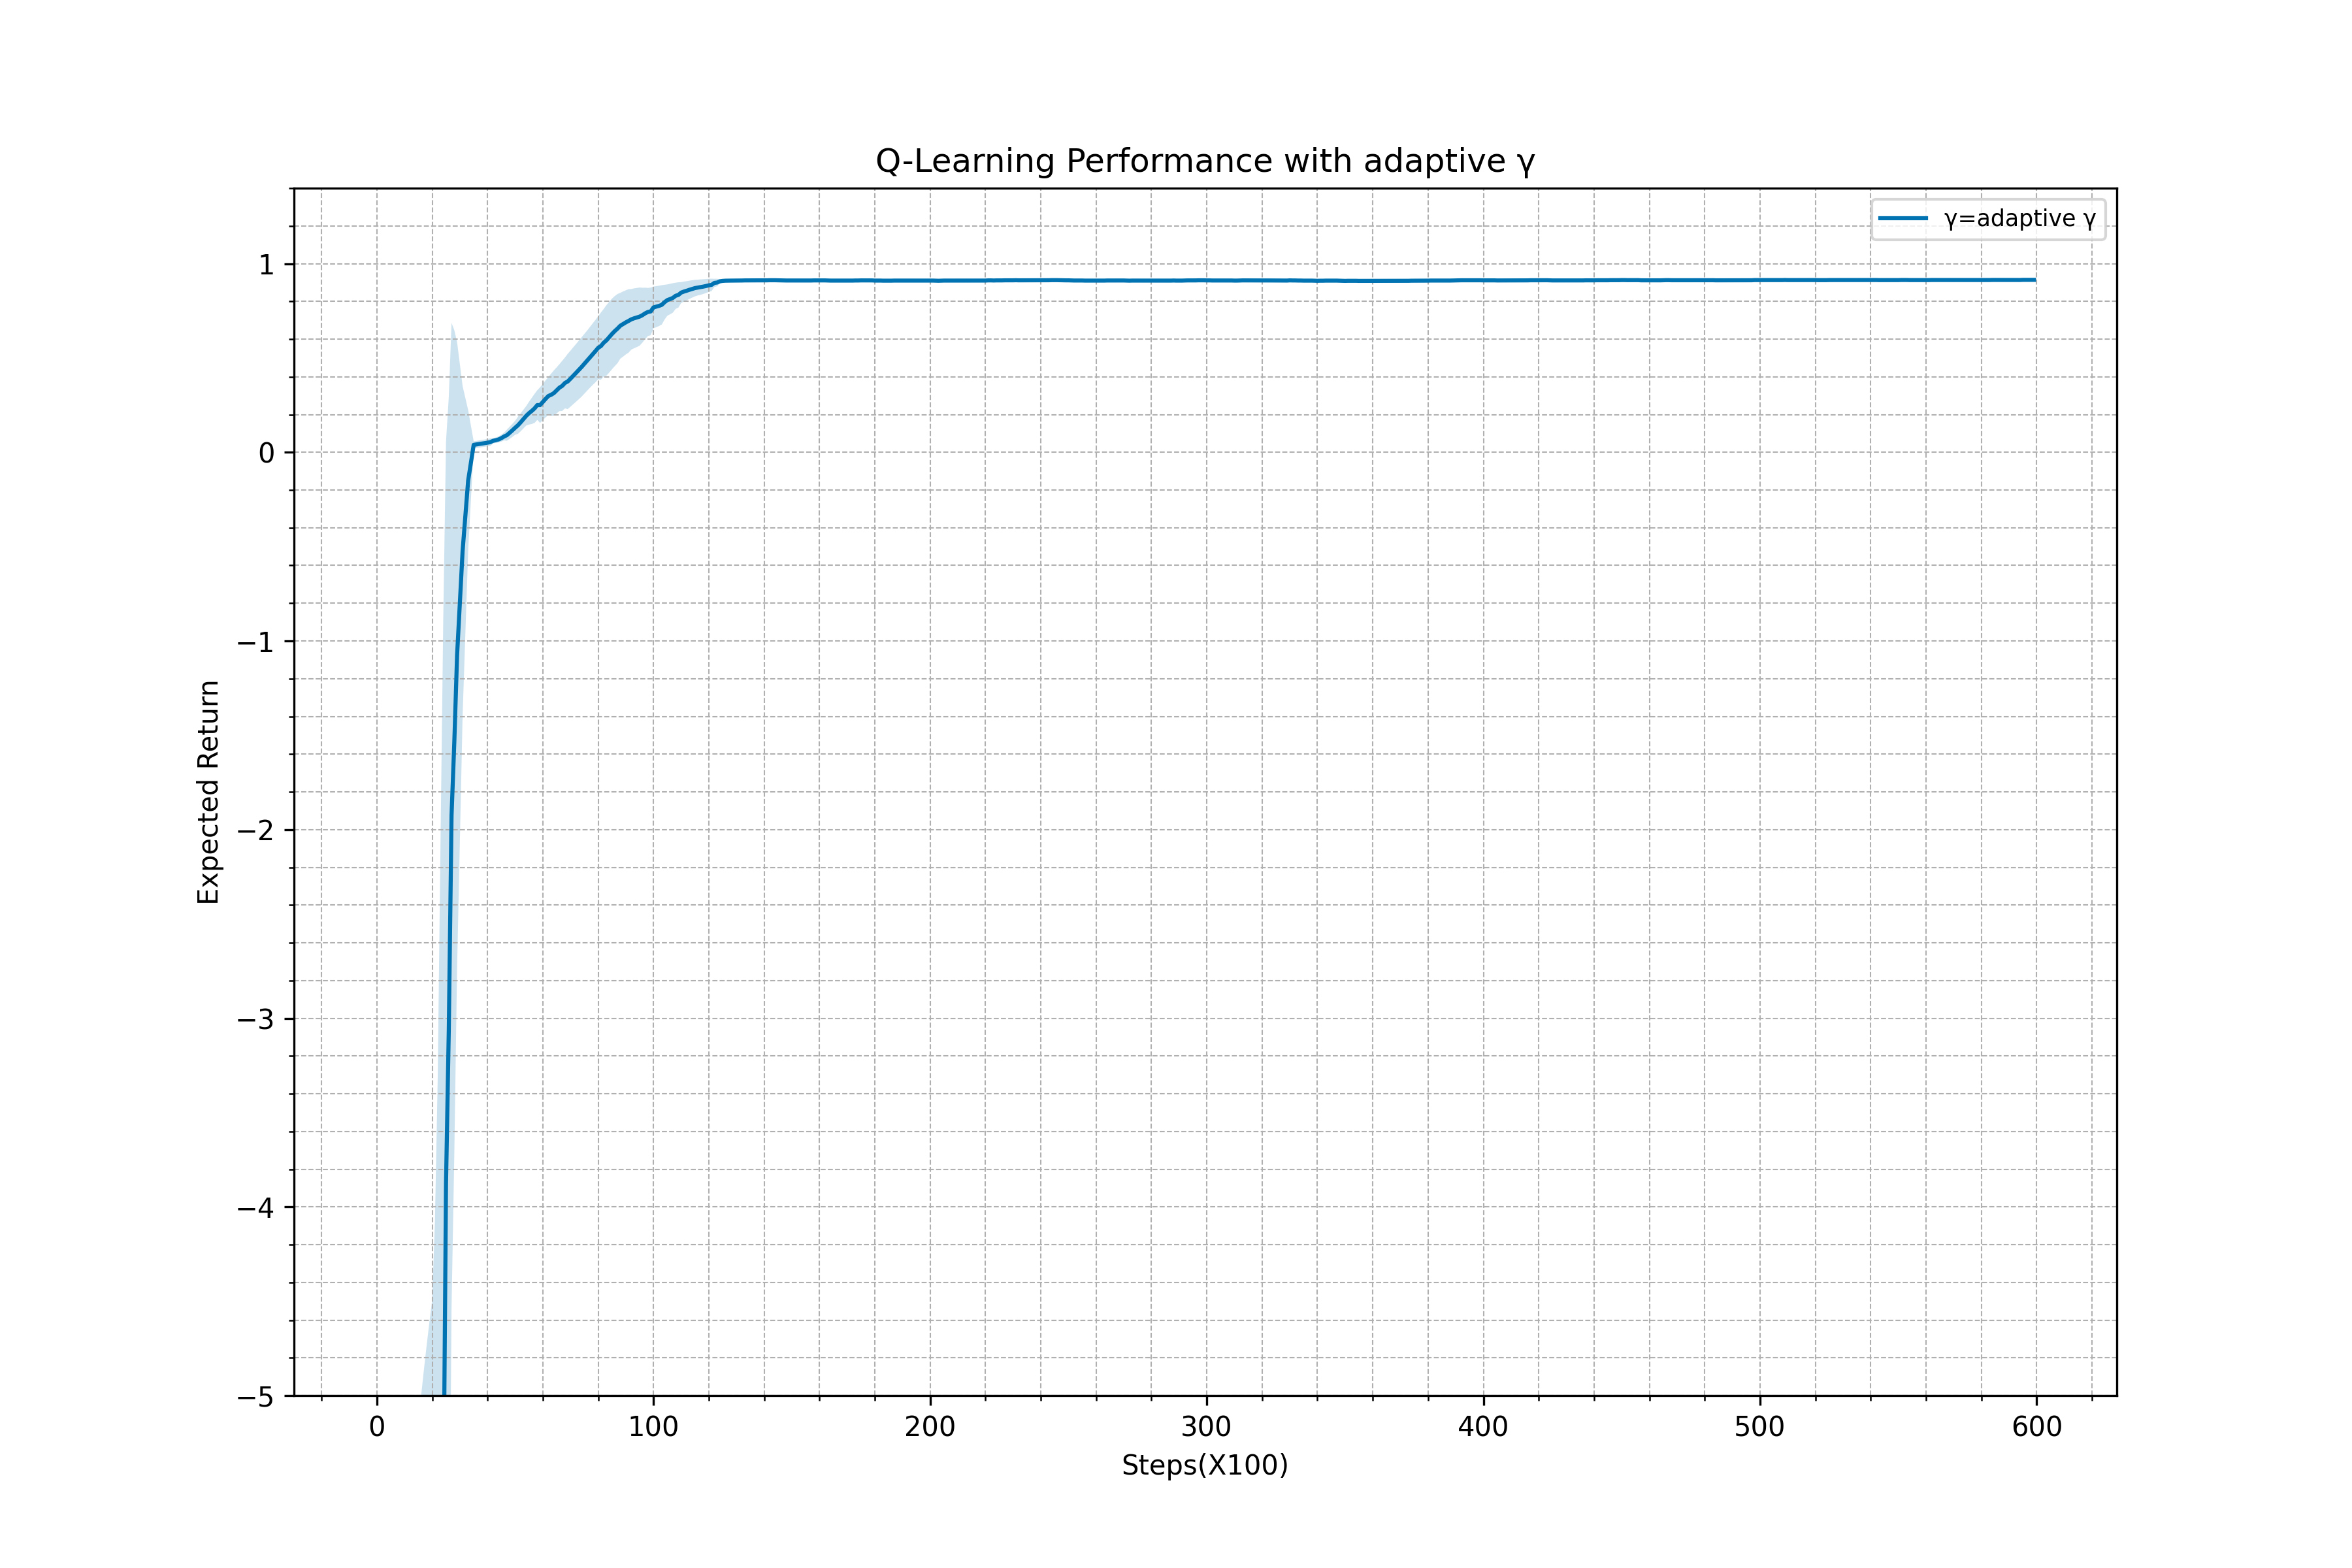 Q-Learning Performance with adaptive γ
γ=adaptive γ
1
0
−1
−2
−3
−4
−5
Expected Return
0 100 200 300 400 500 600
Steps(X100)